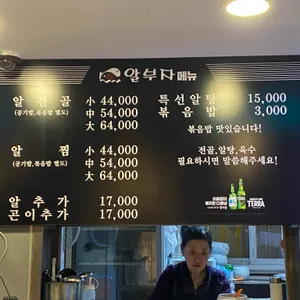 알부자 메뉴
알전골 小 44,000
(공기밥,볶음밥 별도) 中 54,000
大 64,000
알찜 小 44,000
(공기밥,볶음밥 별도) 中 54,000
大 64,000
알추가 17,000
곤이추가 17,000
특선알탕 15,000
볶음밥 3,000
볶음밥 맛있습니다!
전골,알탕,육수
필요하시면 말씀해주세요!
TERRA